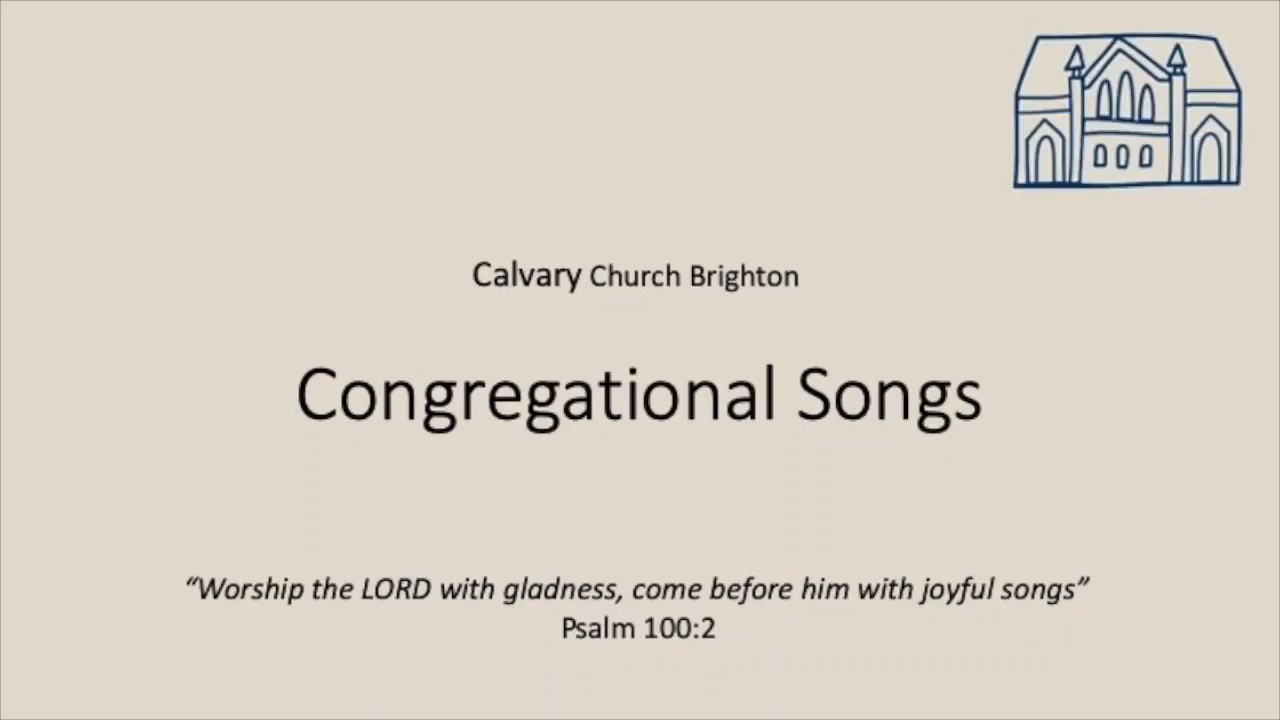 Calvary Church Brighton
Congregational Songs
“Worship the LORD with gladness, come before him with joyful songs”
Psalm 100:2